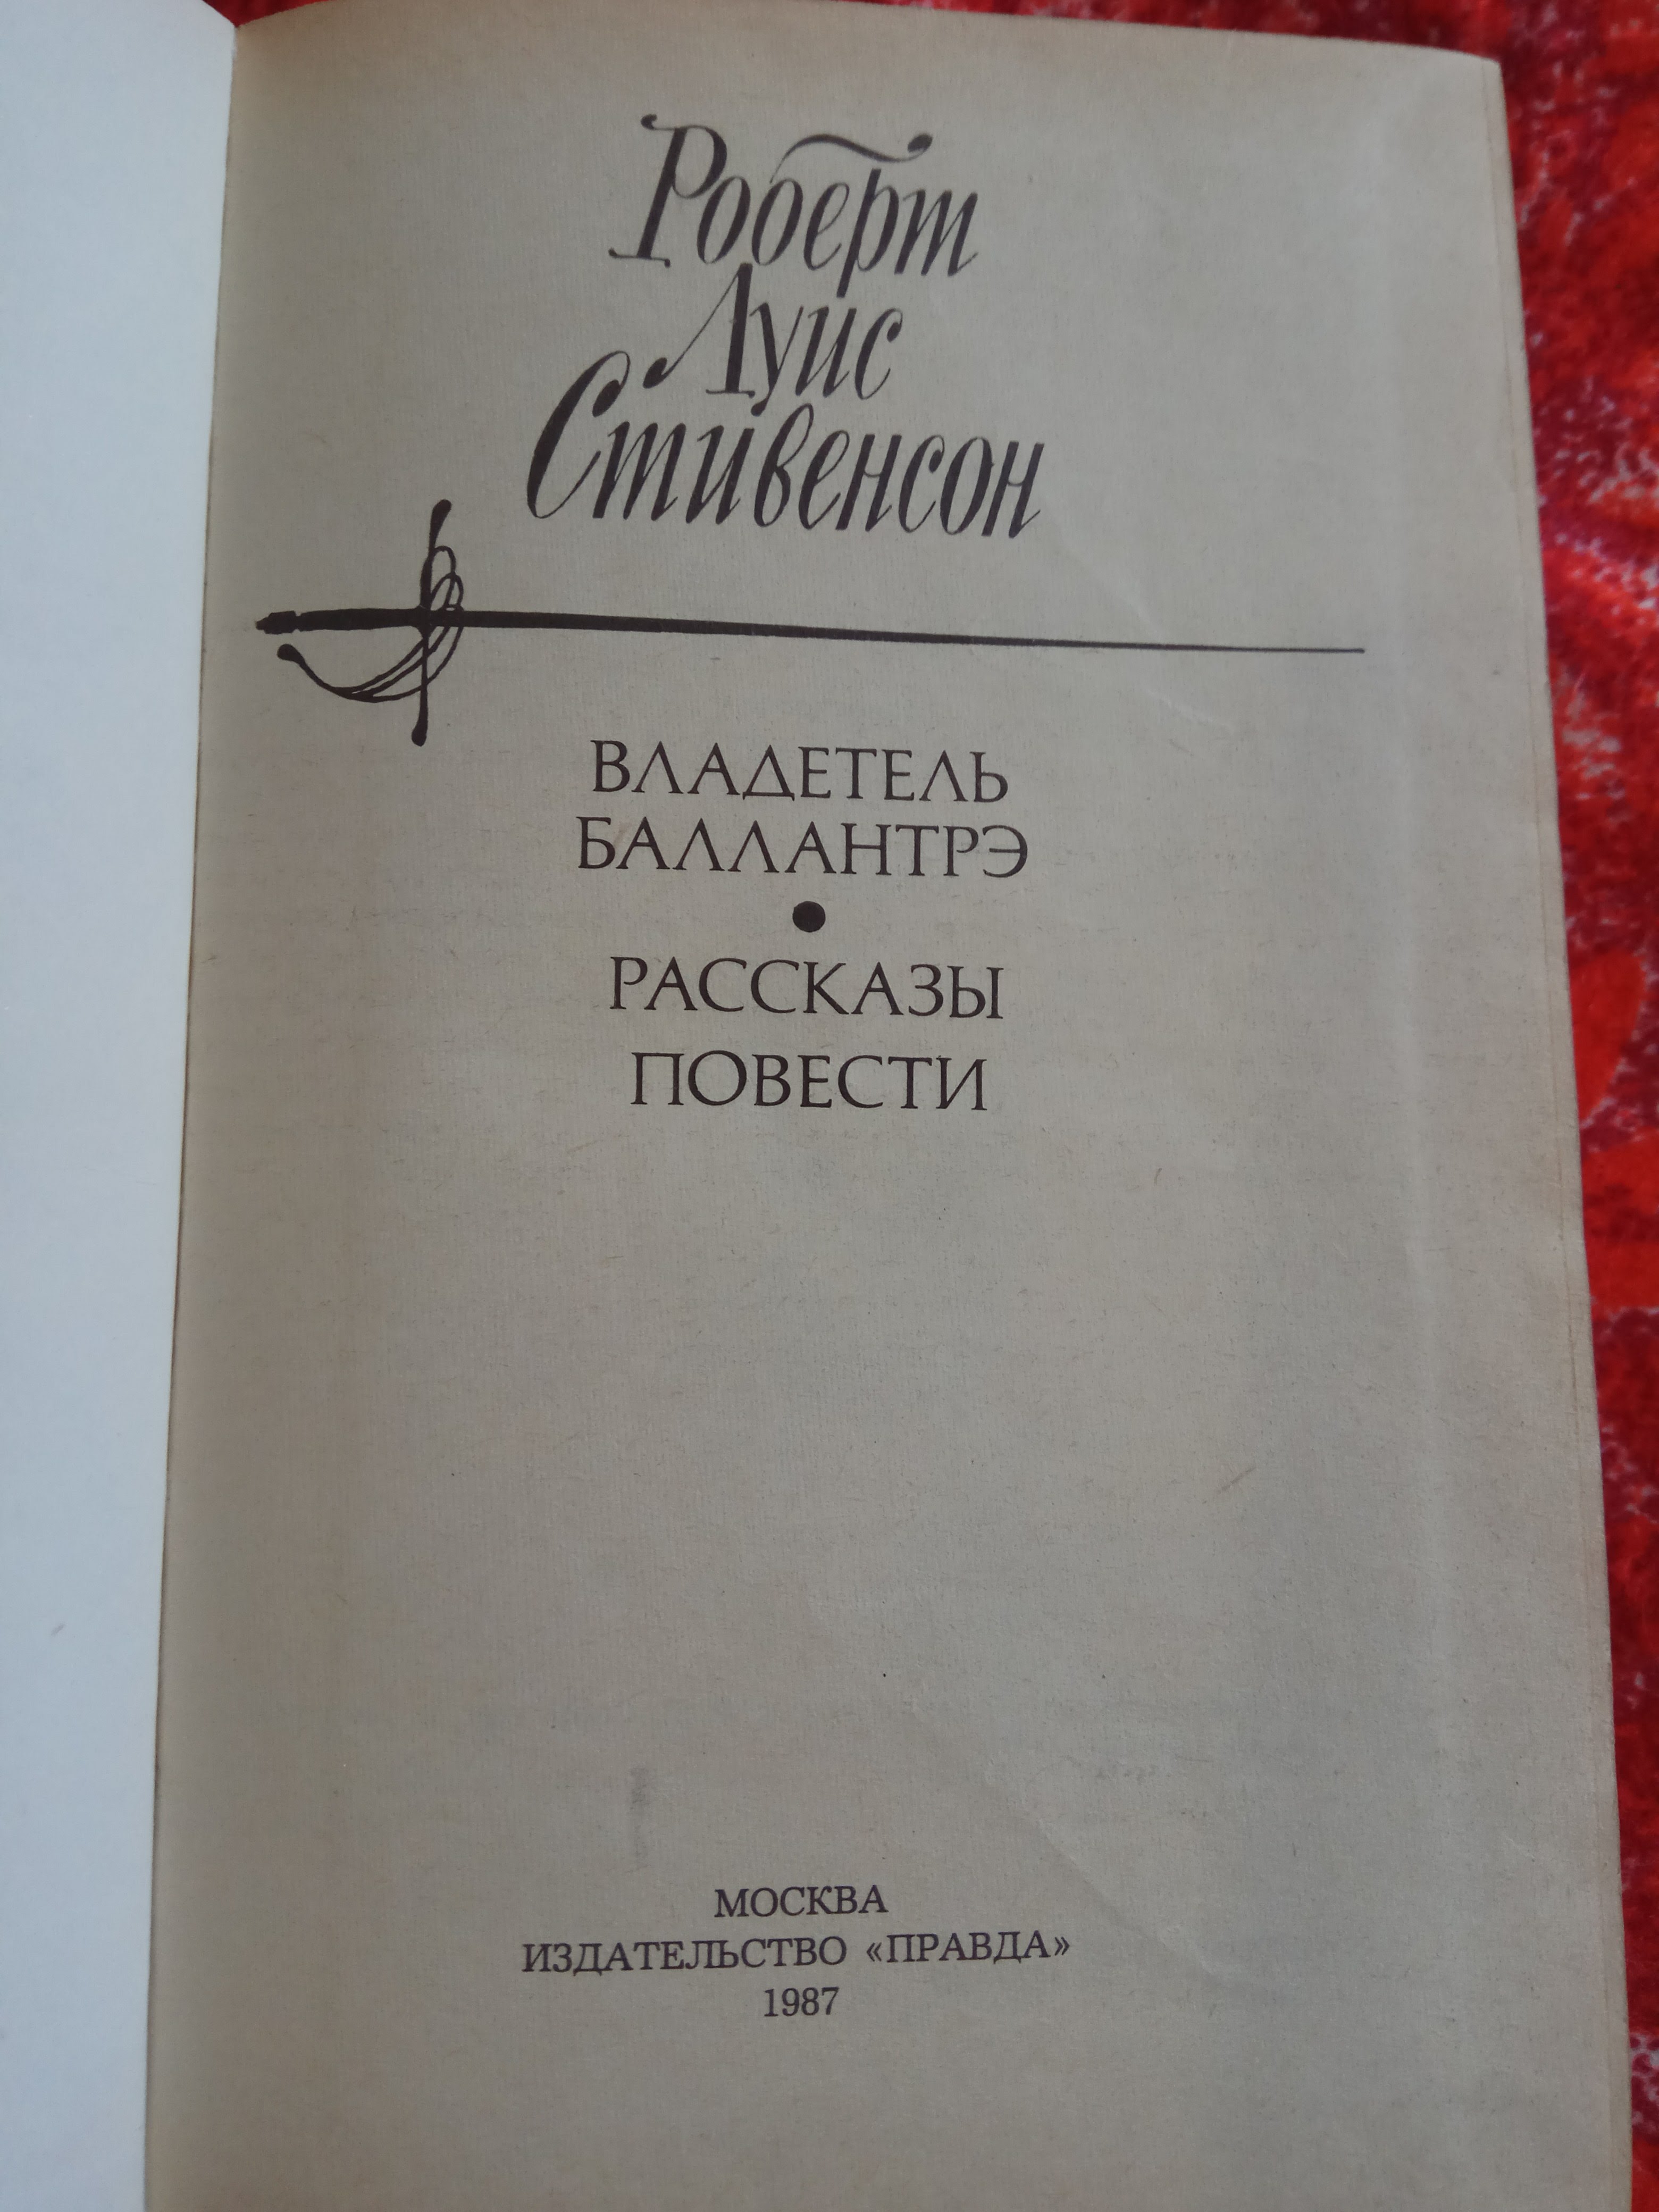 Роберт
Луис
Стивенсон
ВЛАДЕТЕЛЬ
БАЛЛАНТРЭ
●
РАССКАЗЫ
ПОВЕСТИ
МОСКВА
ИЗДАТЕЛЬСТВО «ПРАВДА»
1987